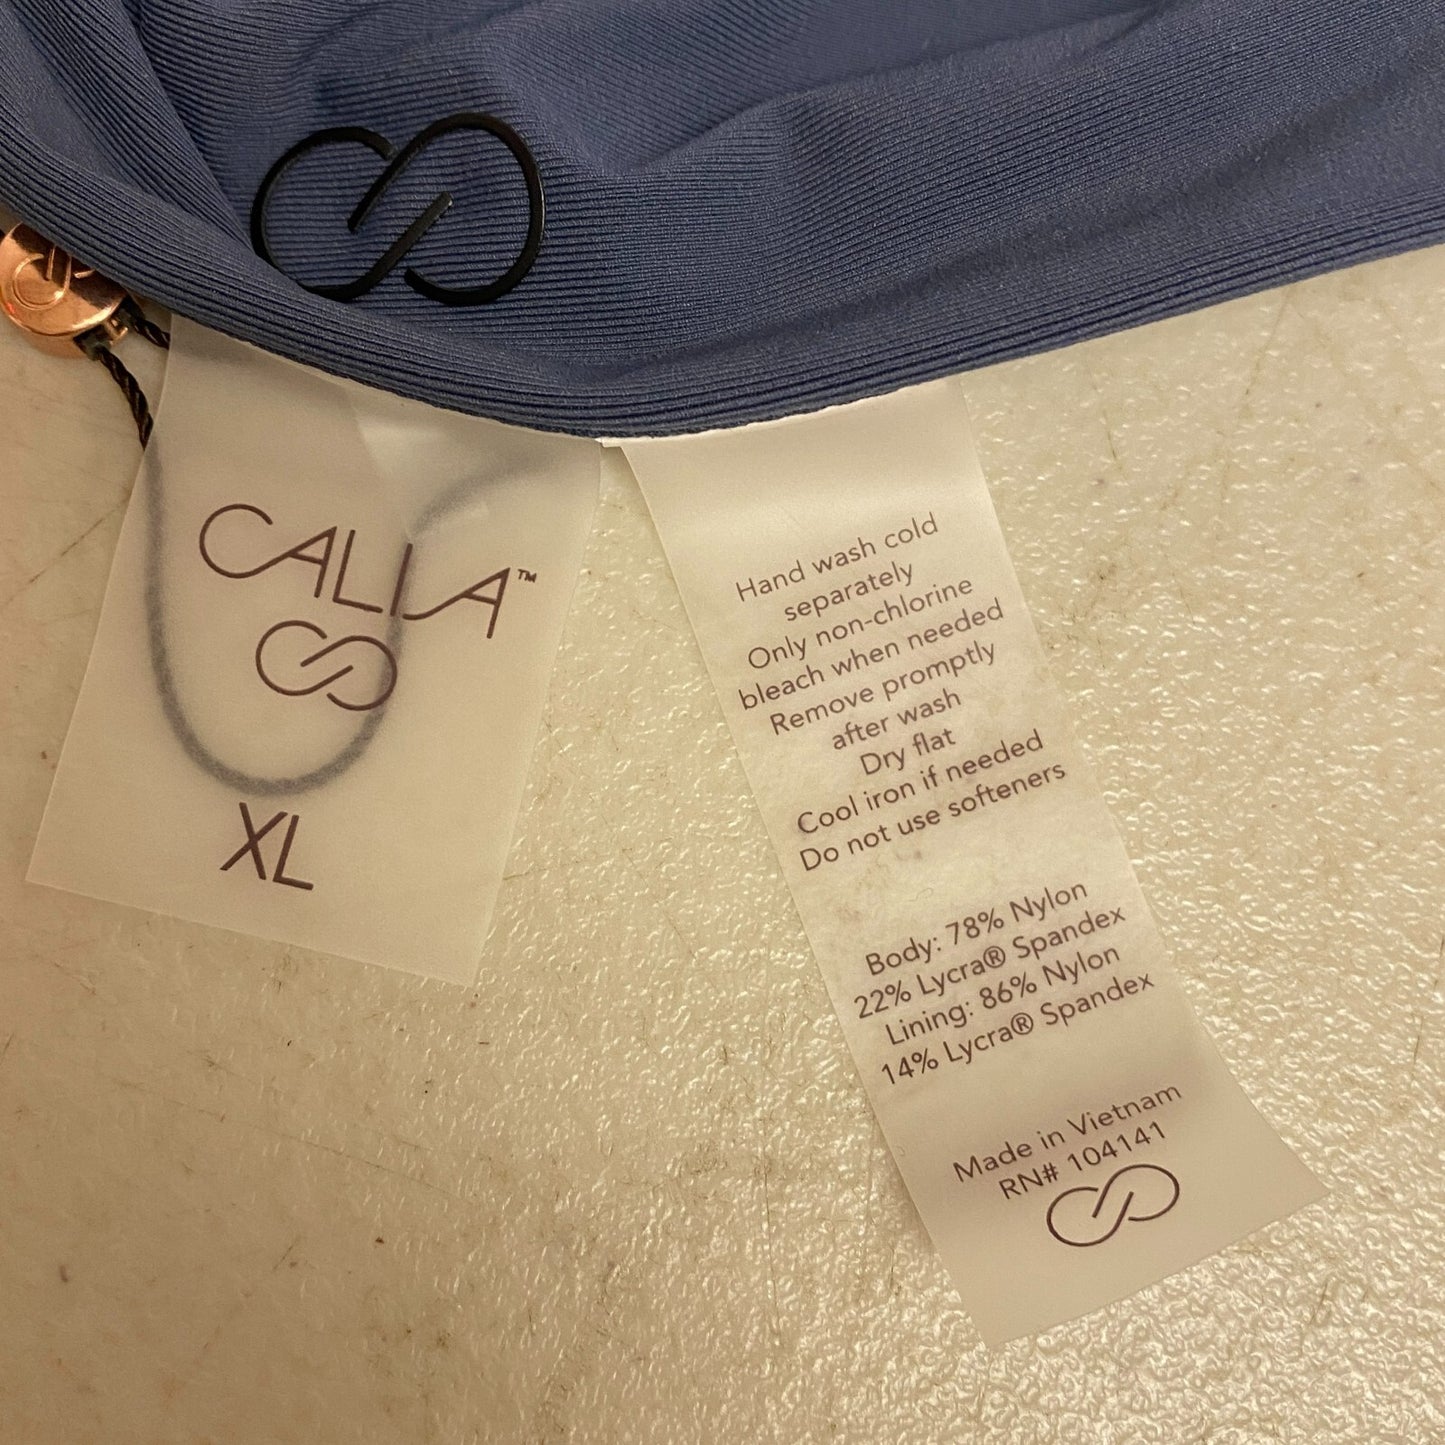 CALIA™
XL
Hand wash cold
separately
Only non-chlorine
bleach when needed
Remove promptly
after wash
Dry flat
Cool iron if needed
Do not use softeners
Body: 78% Nylon
22% Lycra® Spandex
Lining: 86% Nylon
14% Lycra® Spandex
Made in Vietnam
RN# 104141